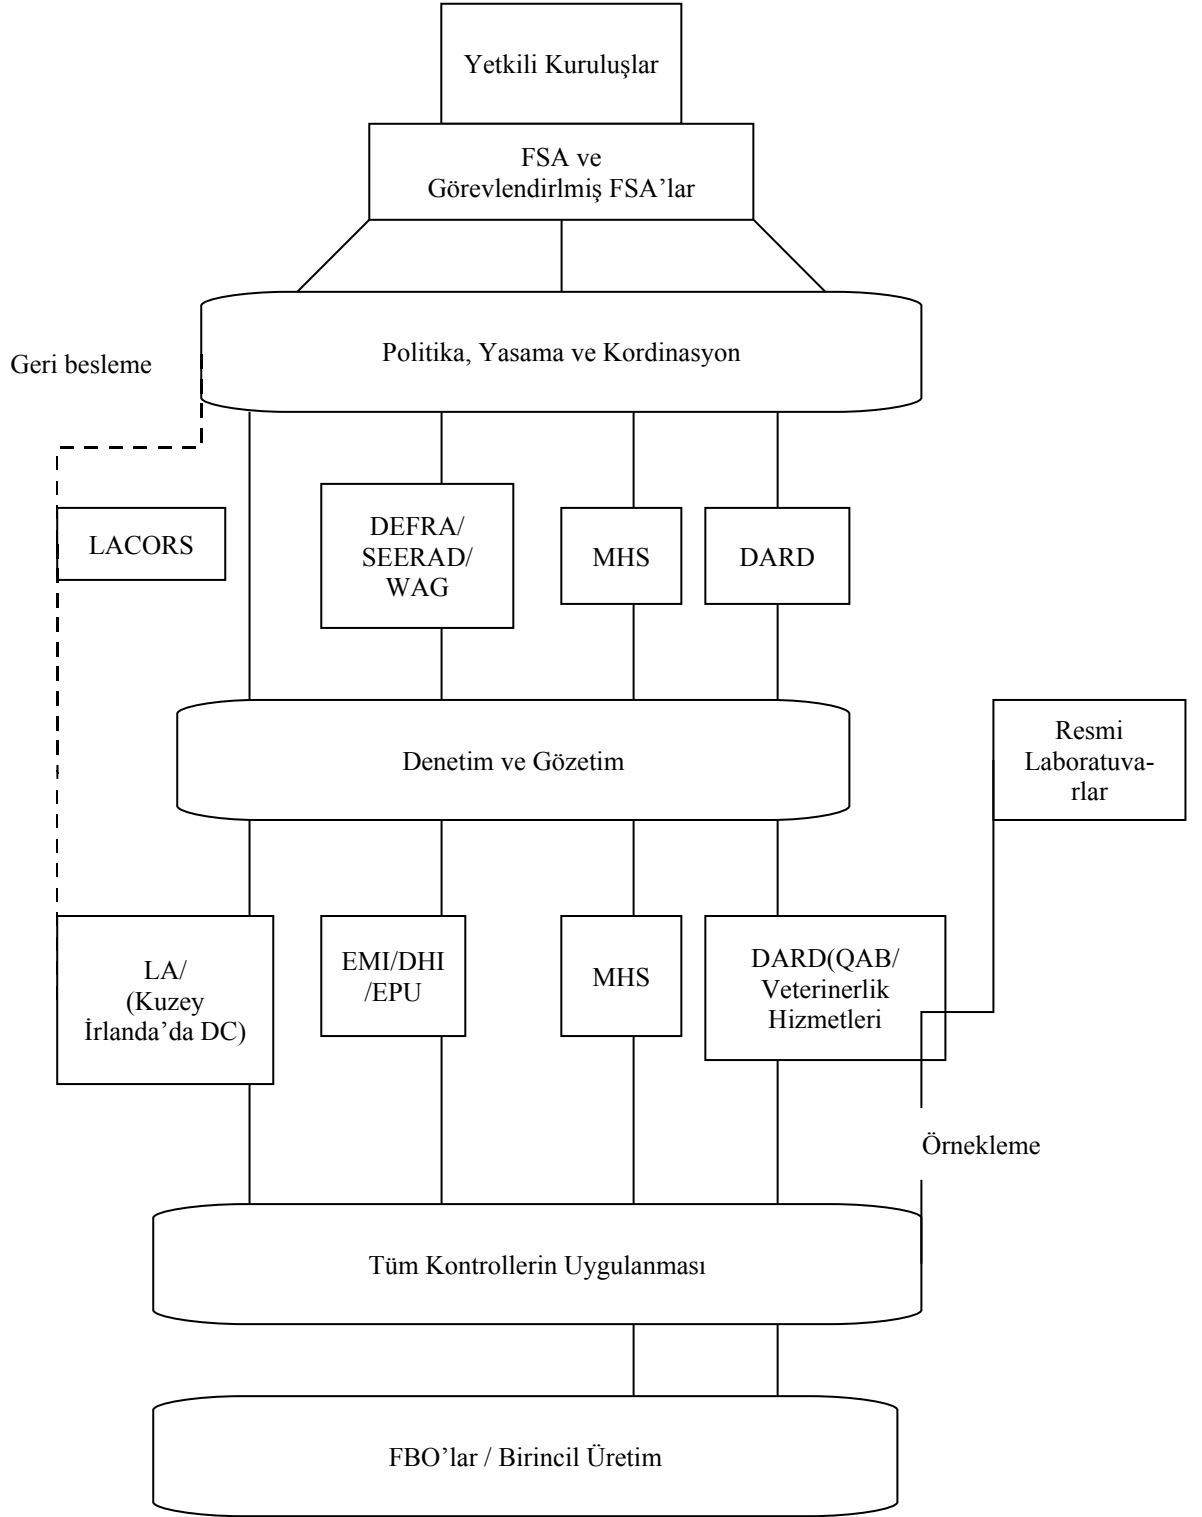 Yetkili Kuruluşlar
FSA ve
Görevlendirlmiş FSA’lar
Geri besleme
Politika, Yasama ve Kordinasyon
LACORS
DEFRA/
SEERAD/
WAG
MHS
DARD
Denetim ve Gözetim
Resmi
Laboratuva-
rlar
LA/
(Kuzey
İrlanda’da DC)
EMI/DHI
/EPU
MHS
DARD(QAB/
Veterinerlik
Hizmetleri
Örnekleme
Tüm Kontrollerin Uygulanması
FBO’lar / Birincil Üretim